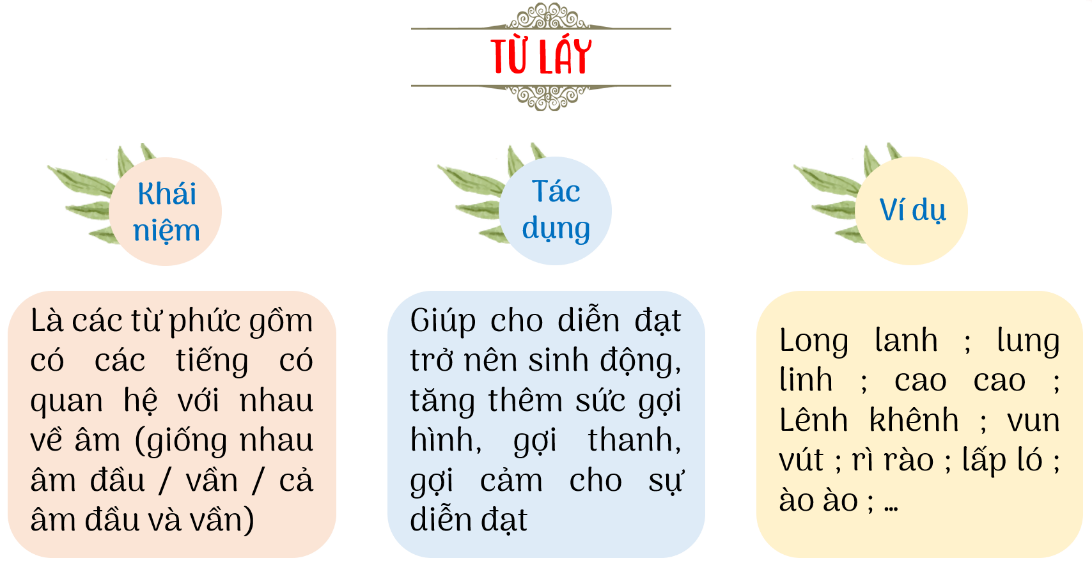 TỪ LÁY
Khái
niệm
Là các từ phức gồm
có các tiếng có
quan hệ với nhau
về âm (giống nhau
âm đầu / vần / cả
âm đầu và vần)
Tác
dụng
Giúp cho diễn đạt
trở nên sinh động,
tăng thêm sức gợi
hình, gợi thanh,
gợi cảm cho sự
diễn đạt
Ví dụ
Long lanh ; lung
linh ; cao cao ;
Lênh khênh ; vun
vút ; rì rào ; lấp ló ;
ào ào ; ...